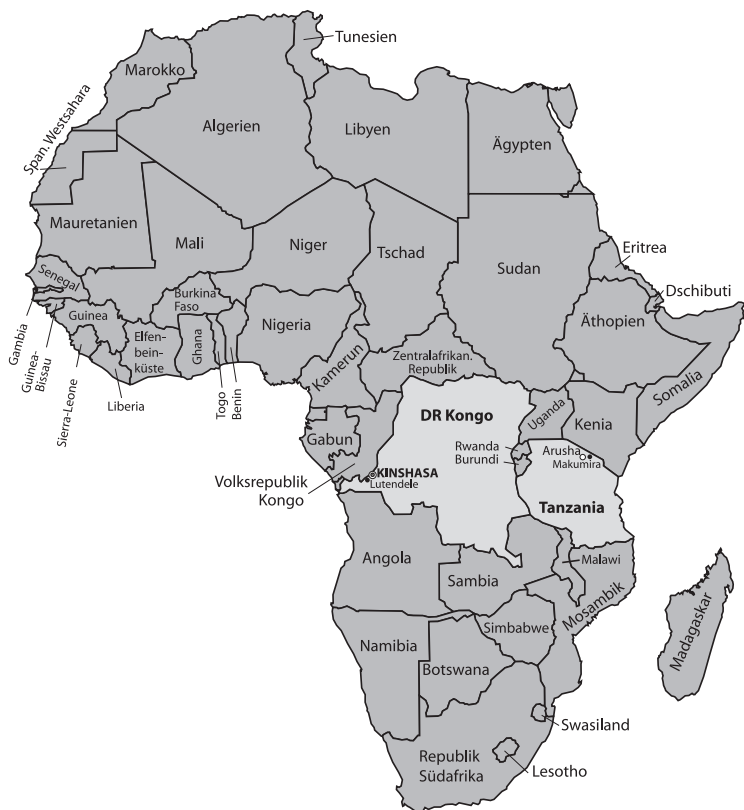 Tunesien
Marokko
Span. Westsahara
Algerien
Libyen
Ägypten
Mauretanien
Mali
Niger
Tschad
Sudan
Eritrea
Dschibuti
Senegal
Gambia
Guinea-
Bissau
Guinea
Sierra-Leone
Liberia
Elfen-
bein-
küste
Burkina
Faso
Ghana
Togo
Benin
Nigeria
Kamerun
Zentralafrikan.
Republik
Äthopien
Somalia
DR Kongo
Uganda
Kenia
Gabun
Volksrepublik
Kongo
KINSHASA
Lutendele
Rwanda
Burundi
Arusha
Makumira
Tanzania
Angola
Sambia
Malawi
Mosambik
Madagaskar
Namibia
Simbabwe
Botswana
Swasiland
Republik
Südafrika
Lesotho